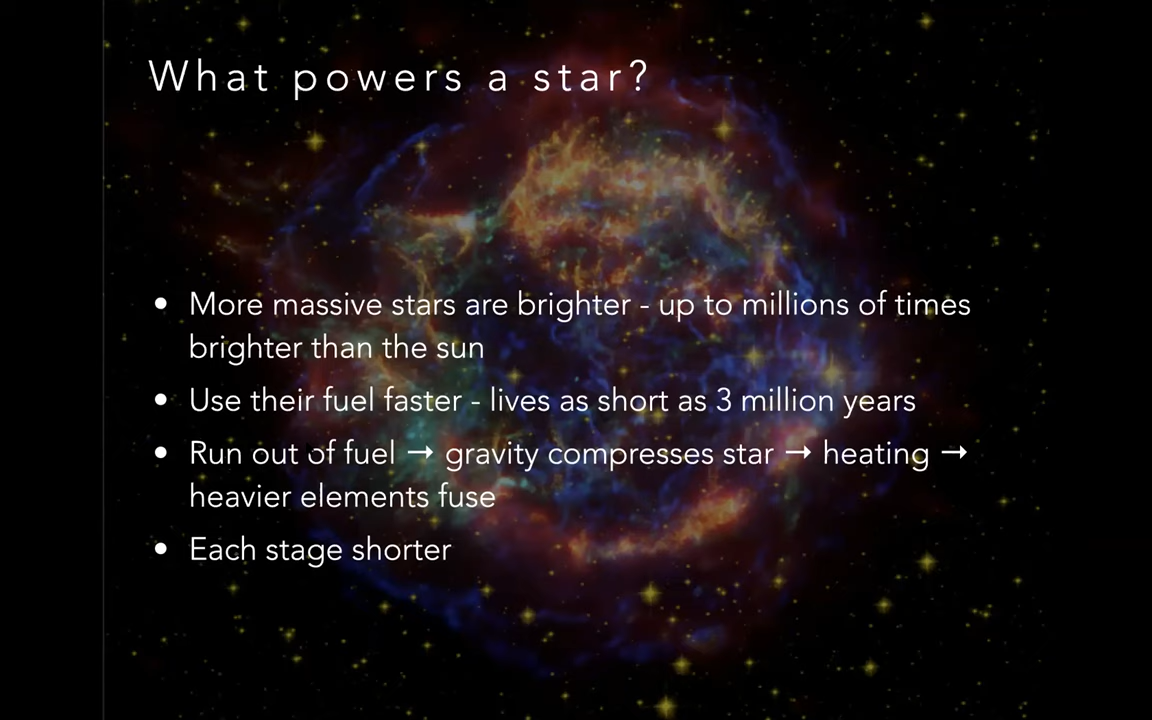 What powers a star?
• More massive stars are brighter - up to millions of times
brighter than the sun
• Use their fuel faster - lives as short as 3 million years
• Run out of fuel → gravity compresses star → heating →
heavier elements fuse
• Each stage shorter